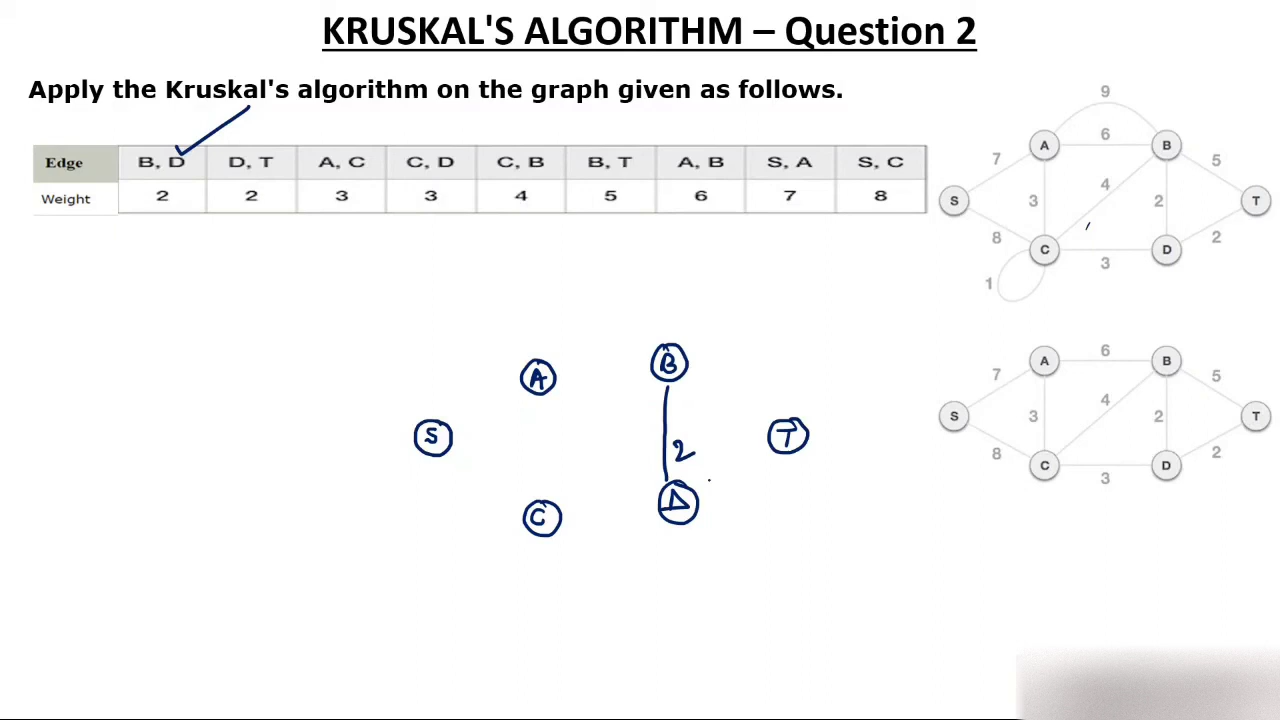 KRUSKAL'S ALGORITHM – Question 2
Apply the Kruskal's algorithm on the graph given as follows.
Edge B, D D, T A, C C, D C, B B, T A, B S, A S, C
Weight 2 2 3 3 4 5 6 7 8
9
A 6 B
7 4 5
S 3 2 T
8 2
C 3 D
1
A 6 B
7 4 5
S 3 2 T
8 2
C 3 D
A B
S 2 T
C D